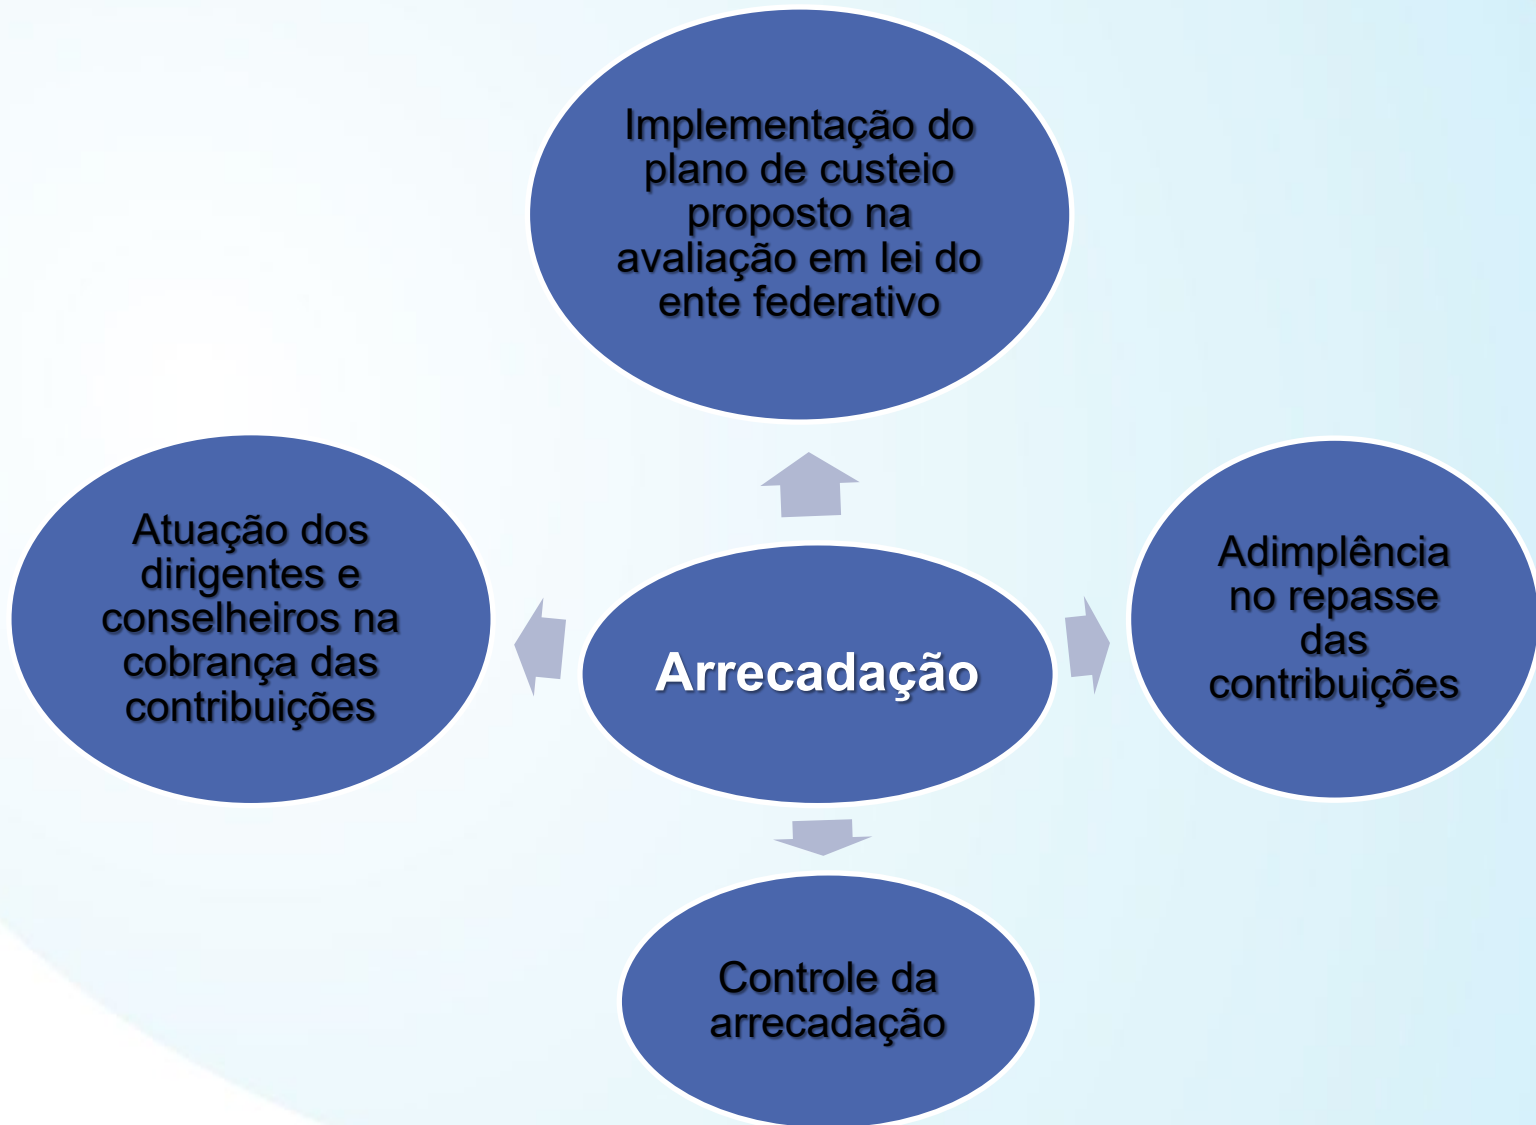 Implementação do
plano de custeio
proposto na
avaliação em lei do
ente federativo
Atuação dos
dirigentes e
conselheiros na
cobrança das
contribuições
Arrecadação
Adimplência
no repasse
das
contribuições
Controle da
arrecadação